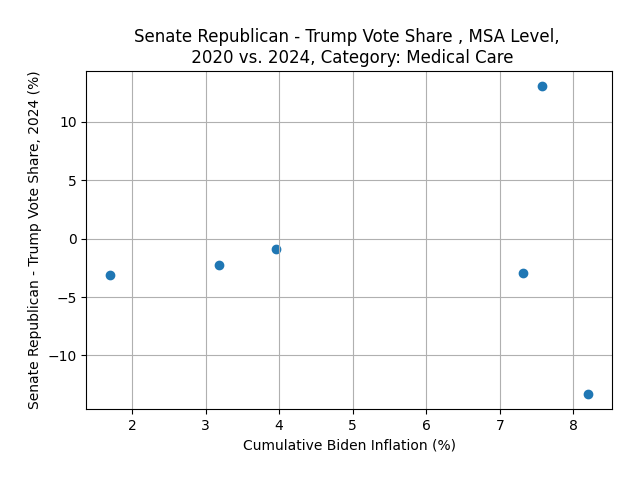 Senate Republican - Trump Vote Share , MSA Level,
2020 vs. 2024, Category: Medical Care
Senate Republican - Trump Vote Share, 2024 (%)
10
5
0
−5
−10
2 3 4 5 6 7 8
Cumulative Biden Inflation (%)